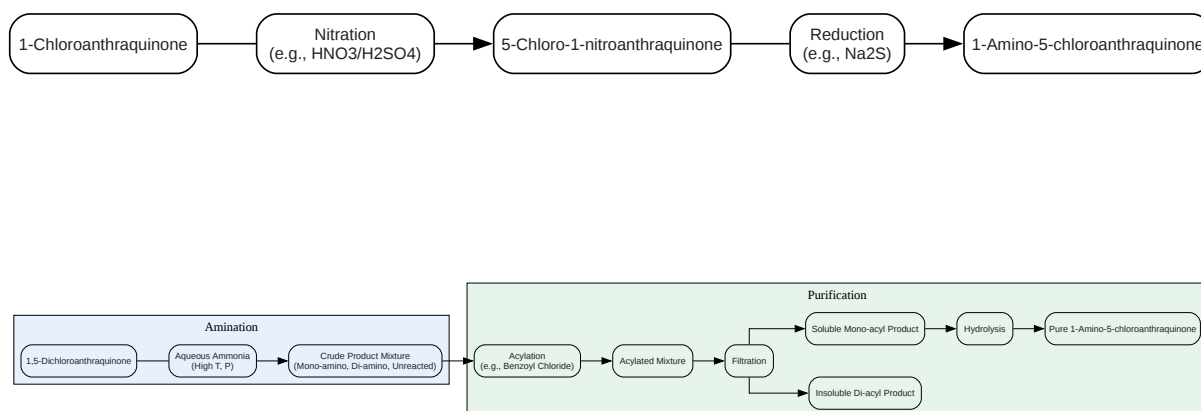 1-Chloroanthraquinone
Nitration
(e.g., HNO3/H2SO4)
5-Chloro-1-nitroanthraquinone
Reduction
(e.g., Na2S)
1-Amino-5-chloroanthraquinone
Amination
1,5-Dichloroanthraquinone
Aqueous Ammonia
(High T, P)
Crude Product Mixture
(Mono-amino, Di-amino, Unreacted)
Purification
Acylation
(e.g., Benzoyl Chloride)
Acylated Mixture
Filtration
Soluble Mono-acyl Product
Hydrolysis
Pure 1-Amino-5-chloroanthraquinone
Insoluble Di-acyl Product